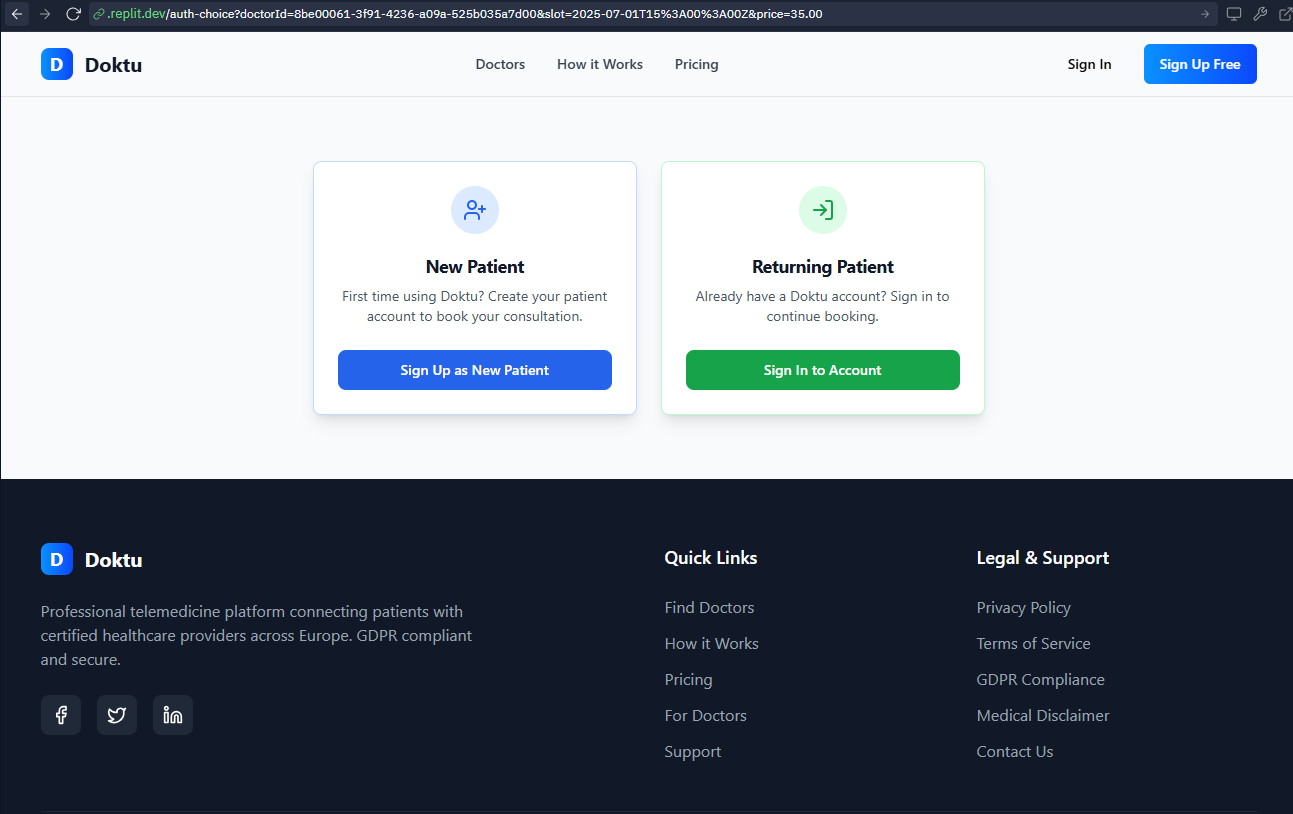 .replit.dev/auth-choice?doctorId=8be00061-3f91-4236-a09a-525b035a7d00&slot=2025-07-01T15%3A00%3A00Z&price=35.00
D Doktu
Doctors
How it Works
Pricing
Sign In
Sign Up Free
New Patient
First time using Doktu? Create your patient
account to book your consultation.
Sign Up as New Patient
Returning Patient
Already have a Doktu account? Sign in to
continue booking.
Sign In to Account
D Doktu
Professional telemedicine platform connecting patients with
certified healthcare providers across Europe. GDPR compliant
and secure.
Quick Links
Find Doctors
How it Works
Pricing
For Doctors
Support
Legal & Support
Privacy Policy
Terms of Service
GDPR Compliance
Medical Disclaimer
Contact Us